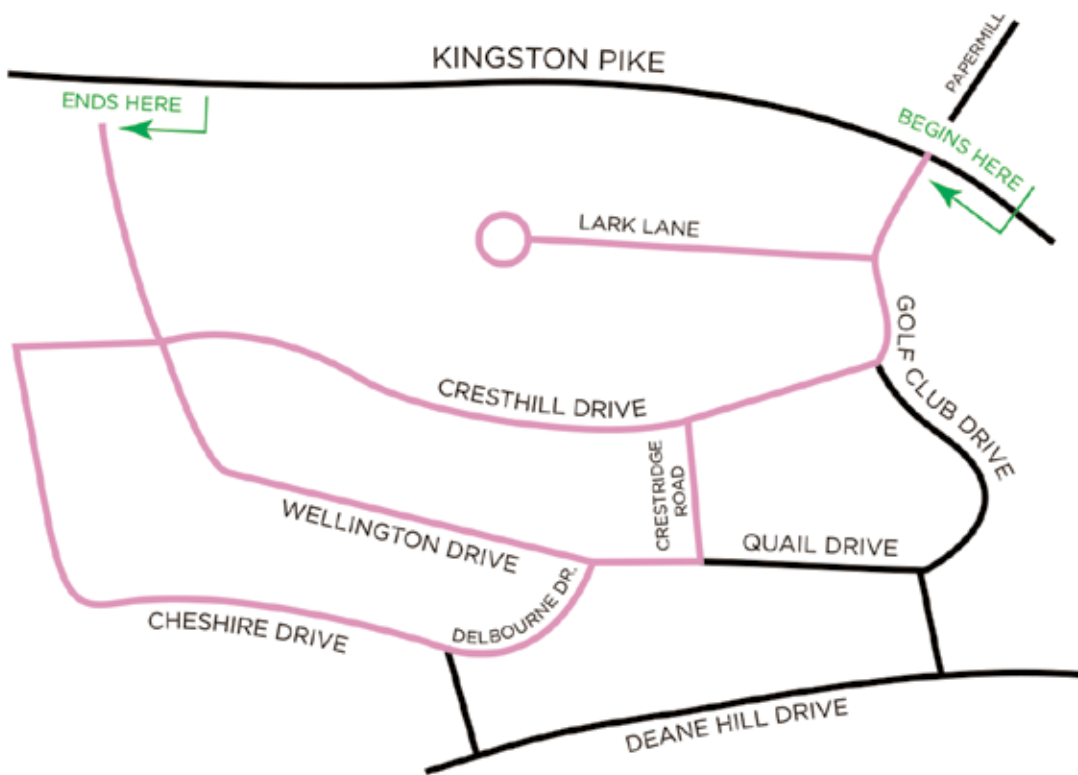 KINGSTON PIKE
PAPERMILL
ENDS HERE
BEGINS HERE
LARK LANE
GOLF CLUB DRIVE
CRESTHILL DRIVE
CRESTRIDGE
ROAD
WELLINGTON DRIVE
QUAIL DRIVE
DELBOURNE DR.
CHESHIRE DRIVE
DEANE HILL DRIVE